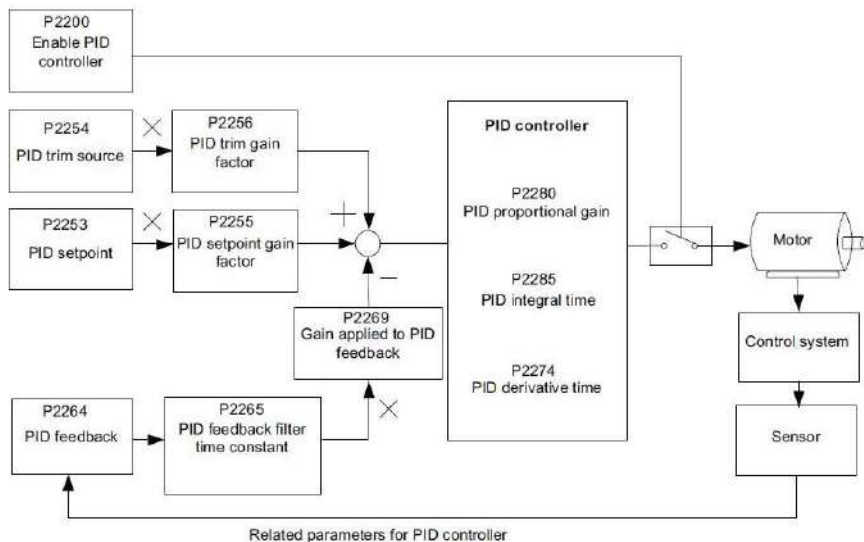 P2200
Enable PID
controller
P2254
PID trim source
P2256
PID trim gain
factor
P2253
PID setpoint
P2255
PID setpoint gain
factor
P2269
Gain applied to PID
feedback
P2264
PID feedback
P2265
PID feedback filter
time constant
PID controller
P2280
PID proportional gain
P2285
PID integral time
P2274
PID derivative time
Motor
Control system
Sensor
Related parameters for PID controller